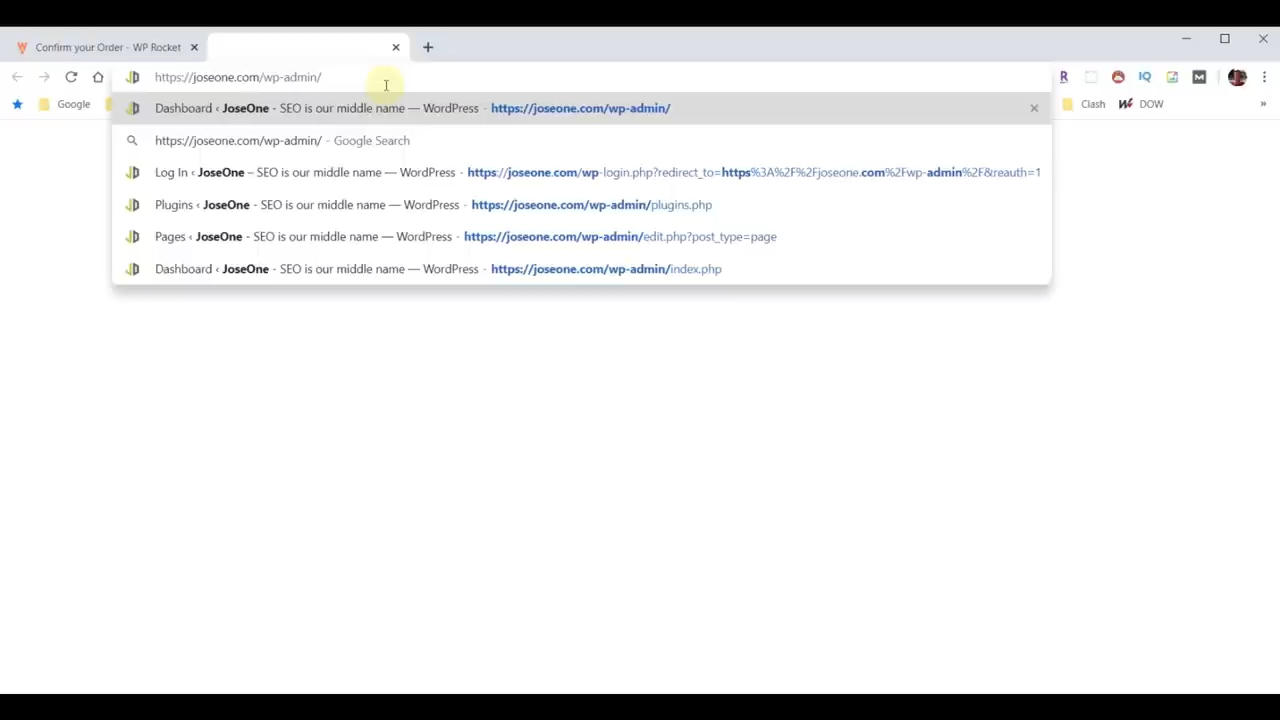 Confirm your Order - WP Rocket
https://joseone.com/wp-admin/
R
IQ
M
Google
Clash
DOW
»
Dashboard ‹ JoseOne - SEO is our middle name — WordPress - https://joseone.com/wp-admin/
https://joseone.com/wp-admin/ - Google Search
Log In ‹ JoseOne – SEO is our middle name — WordPress - https://joseone.com/wp-login.php?redirect_to=https%3A%2F%2Fjoseone.com%2Fwp-admin%2F&reauth=1
Plugins ‹ JoseOne - SEO is our middle name — WordPress - https://joseone.com/wp-admin/plugins.php
Pages ‹ JoseOne - SEO is our middle name — WordPress - https://joseone.com/wp-admin/edit.php?post_type=page
Dashboard ‹ JoseOne - SEO is our middle name — WordPress - https://joseone.com/wp-admin/index.php